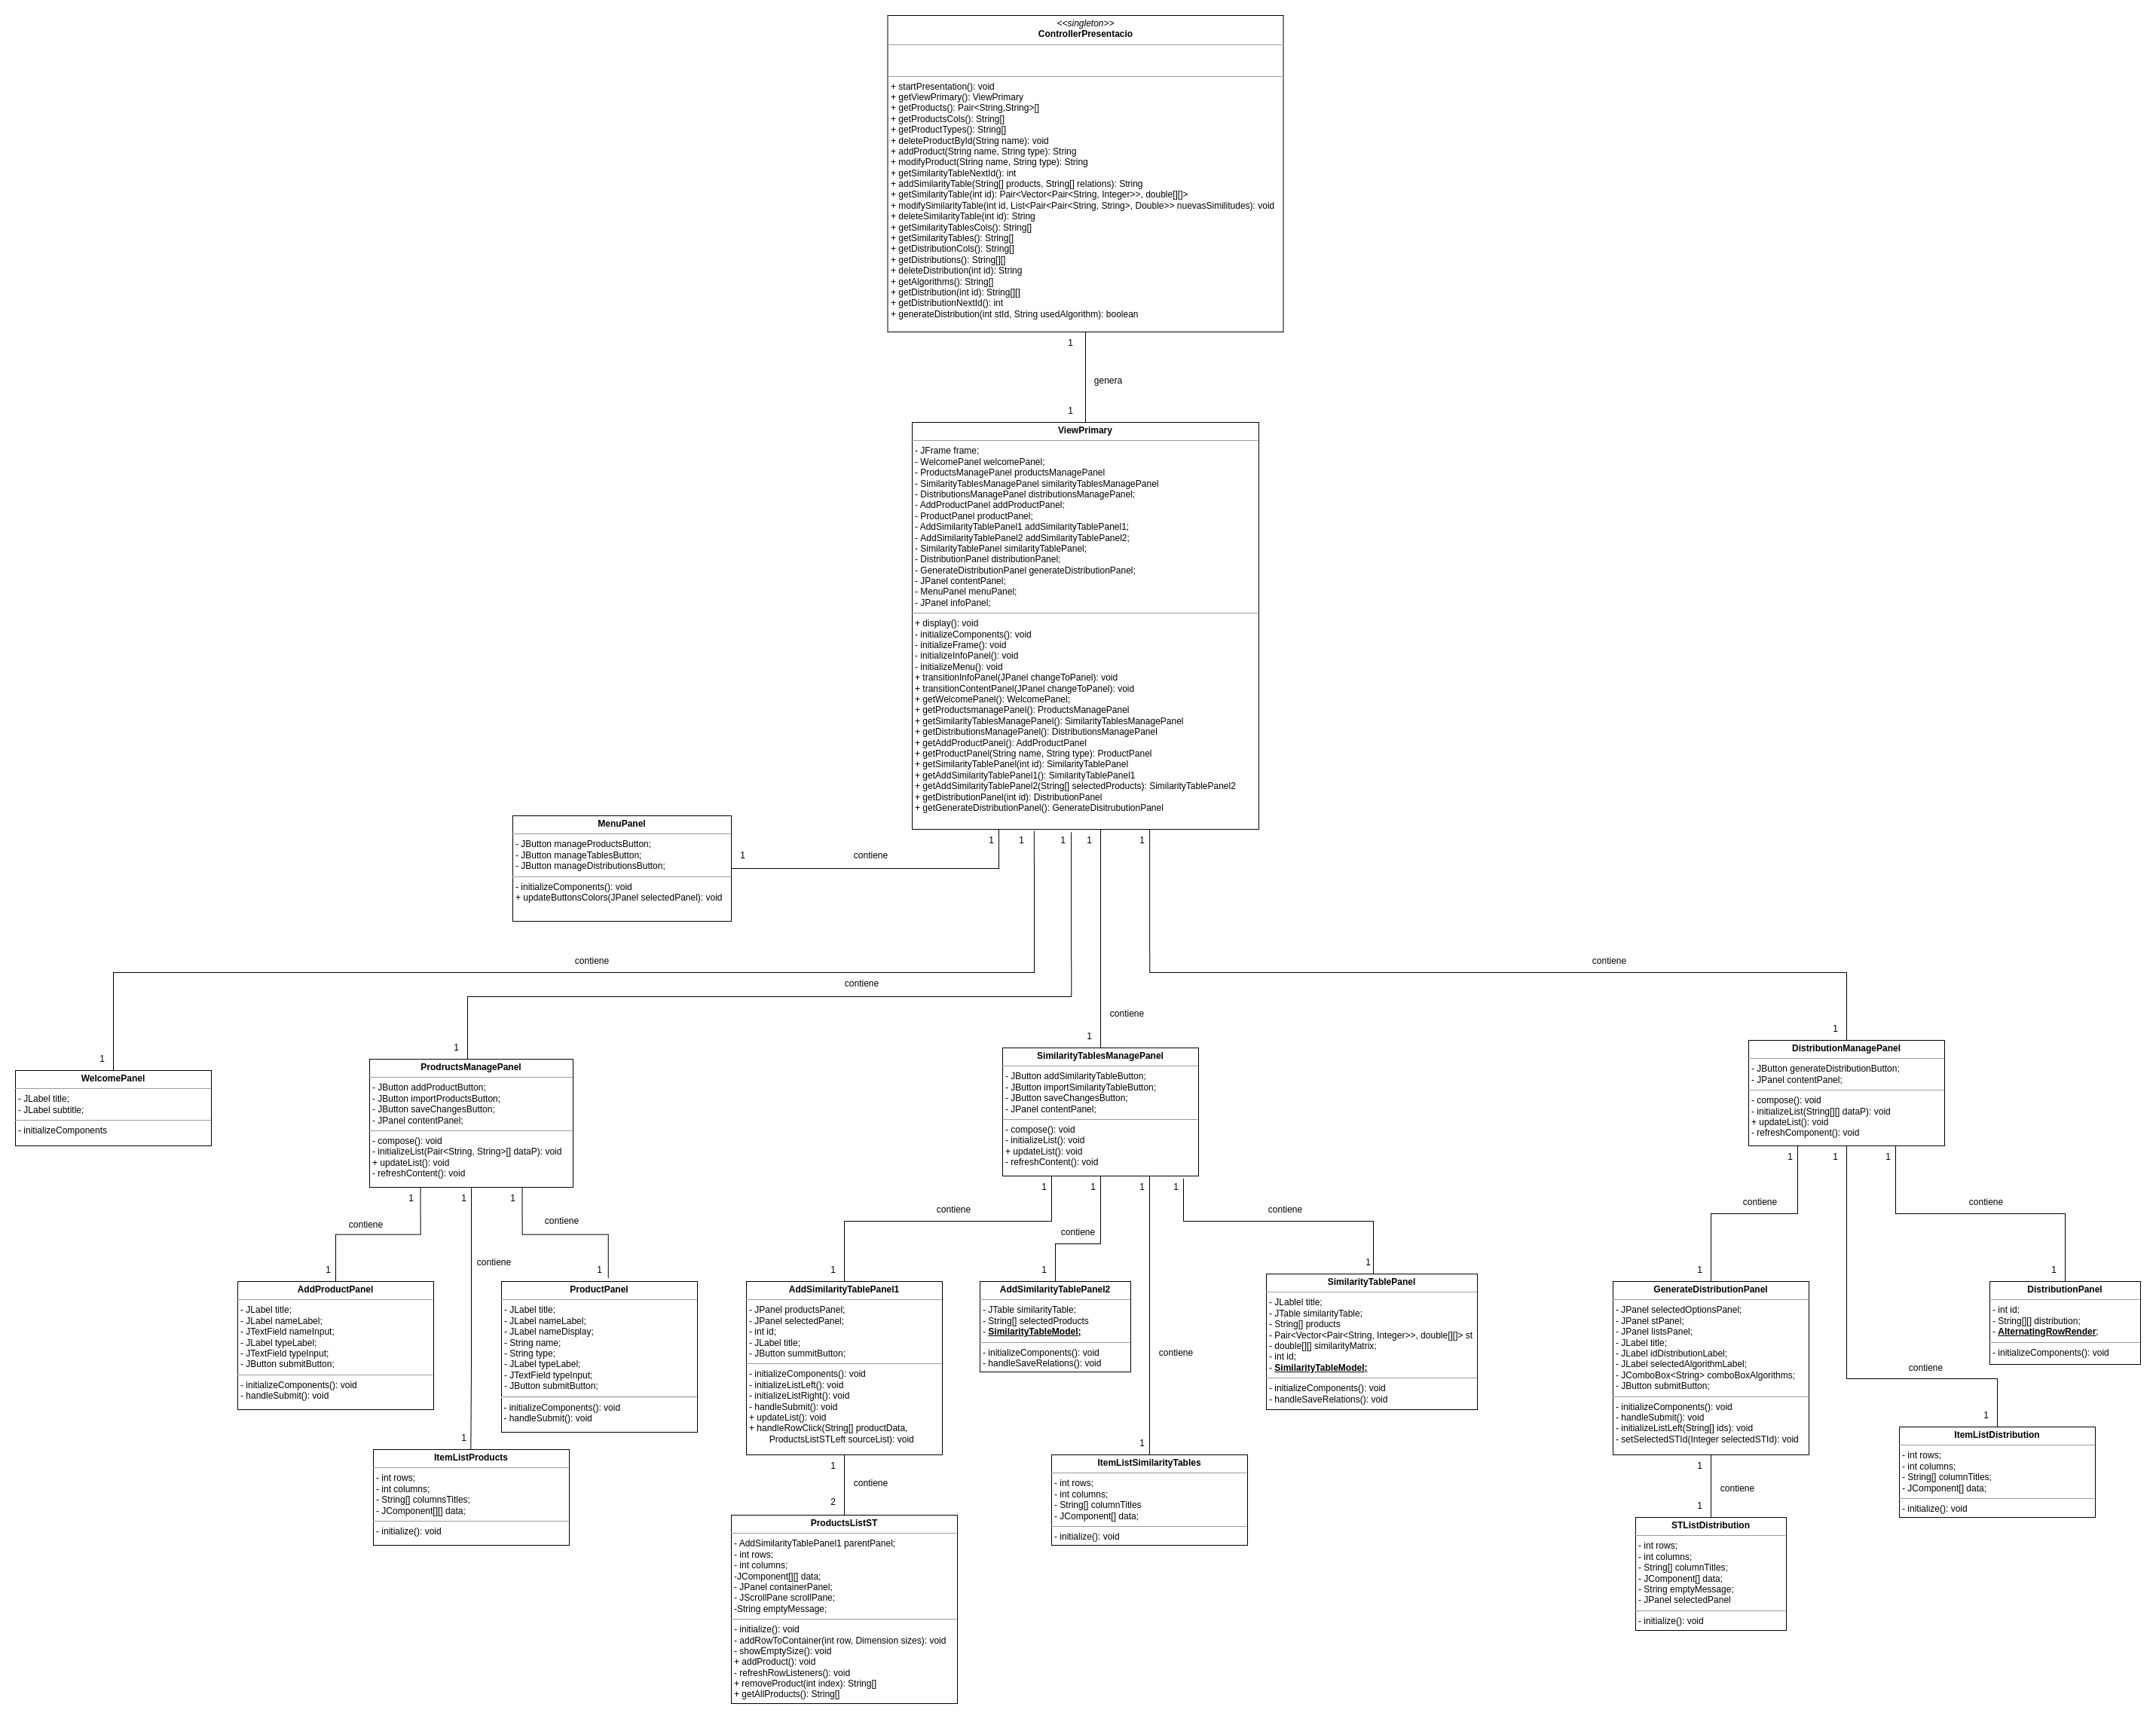 <<singleton>>
ControllerPresentacio
+ startPresentation(): void
+ getViewPrimary(): ViewPrimary
+ getProducts(): Pair<String,String>[]
+ getProductsCols(): String[]
+ getProductTypes(): String[]
+ deleteProductById(String name): void
+ addProduct(String name, String type): String
+ modifyProduct(String name, String type): String
+ getSimilarityTableNextId(): int
+ addSimilarityTable(String[] products, String[] relations): String
+ getSimilarityTable(int id): Pair<Vector<Pair<String, Integer>>, double[][]>
+ modifySimilarityTable(int id, List<Pair<Pair<String, String>, Double>> nuevasSimilitudes): void
+ deleteSimilarityTable(int id): String
+ getSimilarityTablesCols(): String[]
+ getSimilarityTables(): String[]
+ getDistributionCols(): String[]
+ getDistributions(): String[][]
+ deleteDistribution(int id): String
+ getAlgorithms(): String[]
+ getDistribution(int id): String[][]
+ getDistributionNextId(): int
+ generateDistribution(int stId, String usedAlgorithm): boolean
1
genera
1
ViewPrimary
- JFrame frame;
- WelcomePanel welcomePanel;
- ProductsManagePanel productsManagePanel
- SimilarityTablesManagePanel similarityTablesManagePanel
- DistributionsManagePanel distributionsManagePanel;
- AddProductPanel addProductPanel;
- ProductPanel productPanel;
- AddSimilarityTablePanel1 addSimilarityTablePanel1;
- AddSimilarityTablePanel2 addSimilarityTablePanel2;
- SimilarityTablePanel similarityTablePanel;
- DistributionPanel distributionPanel;
- GenerateDistributionPanel generateDistributionPanel;
- JPanel contentPanel;
- MenuPanel menuPanel;
- JPanel infoPanel;
+ display(): void
- initializeComponents(): void
- initializeFrame(): void
- initializeInfoPanel(): void
- initializeMenu(): void
+ transitionInfoPanel(JPanel changeToPanel): void
+ transitionContentPanel(JPanel changeToPanel): void
+ getWelcomePanel(): WelcomePanel;
+ getProductsmanagePanel(): ProductsManagePanel
+ getSimilarityTablesManagePanel(): SimilarityTablesManagePanel
+ getDistributionsManagePanel(): DistributionsManagePanel
+ getAddProductPanel(): AddProductPanel
+ getProductPanel(String name, String type): ProductPanel
+ getSimilarityTablePanel(int id): SimilarityTablePanel
+ getAddSimilarityTablePanel1(): SimilarityTablePanel1
+ getAddSimilarityTablePanel2(String[] selectedProducts): SimilarityTablePanel2
+ getDistributionPanel(int id): DistributionPanel
+ getGenerateDistributionPanel(): GenerateDisitrubutionPanel
1
1
1
1
1
MenuPanel
- JButton manageProductsButton;
- JButton manageTablesButton;
- JButton manageDistributionsButton;
- initializeComponents(): void
+ updateButtonsColors(JPanel selectedPanel): void
1
contiene
contiene
contiene
contiene
contiene
1
WelcomePanel
- JLabel title;
- JLabel subtitle;
- initializeComponents
1
ProdructsManagePanel
- JButton addProductButton;
- JButton importProductsButton;
- JButton saveChangesButton;
- JPanel contentPanel;
- compose(): void
- initializeList(Pair<String, String>[] dataP): void
+ updateList(): void
- refreshContent(): void
1
SimilarityTablesManagePanel
- JButton addSimilarityTableButton;
- JButton importSimilarityTableButton;
- JButton saveChangesButton;
- JPanel contentPanel;
- compose(): void
- initializeList(): void
+ updateList(): void
- refreshContent(): void
1
DistributionManagePanel
- JButton generateDistributionButton;
- JPanel contentPanel;
- compose(): void
- initializeList(String[][] dataP): void
+ updateList(): void
- refreshComponent(): void
1
1
1
contiene
contiene
contiene
1
AddProductPanel
- JLabel title;
- JLabel nameLabel;
- JTextField nameInput;
- JLabel typeLabel;
- JTextField typeInput;
- JButton submitButton;
- initializeComponents(): void
- handleSubmit(): void
1
ProductPanel
- JLabel title;
- JLabel nameLabel;
- JLabel nameDisplay;
- String name;
- String type;
- JLabel typeLabel;
- JTextField typeInput;
- JButton submitButton;
- initializeComponents(): void
- handleSubmit(): void
1
ItemListProducts
- int rows;
- int columns;
- String[] columnsTitles;
- JComponent[][] data;
- initialize(): void
1
1
1
1
contiene
contiene
contiene
contiene
1
AddSimilarityTablePanel1
- JPanel productsPanel;
- JPanel selectedPanel;
- int id;
- JLabel title;
- JButton summitButton;
- initializeComponents(): void
- initializeListLeft(): void
- initializeListRight(): void
- handleSubmit(): void
+ updateList(): void
+ handleRowClick(String[] productData,
ProductsListSTLeft sourceList): void
1
contiene
2
ProductsListST
- AddSimilarityTablePanel1 parentPanel;
- int rows;
- int columns;
-JComponent[][] data;
- JPanel containerPanel;
- JScrollPane scrollPane;
-String emptyMessage;
- initialize(): void
- addRowToContainer(int row, Dimension sizes): void
- showEmptySize(): void
+ addProduct(): void
- refreshRowListeners(): void
+ removeProduct(int index): String[]
+ getAllProducts(): String[]
1
AddSimilarityTablePanel2
- JTable similarityTable;
- String[] selectedProducts
- SimilarityTableModel;
- initializeComponents(): void
- handleSaveRelations(): void
1
ItemListSimilarityTables
- int rows;
- int columns;
- String[] columnTitles
- JComponent[] data;
- initialize(): void
1
SimilarityTablePanel
- JLablel title;
- JTable similarityTable;
- String[] products
- Pair<Vector<Pair<String, Integer>>, double[][]> st
- double[][] similarityMatrix;
- int id;
- SimilarityTableModel;
- initializeComponents(): void
- handleSaveRelations(): void
1
1
1
contiene
contiene
contiene
1
GenerateDistributionPanel
- JPanel selectedOptionsPanel;
- JPanel stPanel;
- JPanel listsPanel;
- JLabel title;
- JLabel idDistributionLabel;
- JLabel selectedAlgorithmLabel;
- JComboBox<String> comboBoxAlgorithms;
- JButton submitButton;
- initializeComponents(): void
- handleSubmit(): void
- initializeListLeft(String[] ids): void
- setSelectedSTId(Integer selectedSTId): void
1
contiene
1
STListDistribution
- int rows;
- int columns;
- String[] columnTitles;
- JComponent[] data;
- String emptyMessage;
- JPanel selectedPanel
- initialize(): void
1
DistributionPanel
- int id;
- String[][] distribution;
- AlternatingRowRender;
- initializeComponents(): void
1
ItemListDistribution
- int rows;
- int columns;
- String[] columnTitles;
- JComponent[] data;
- initialize(): void